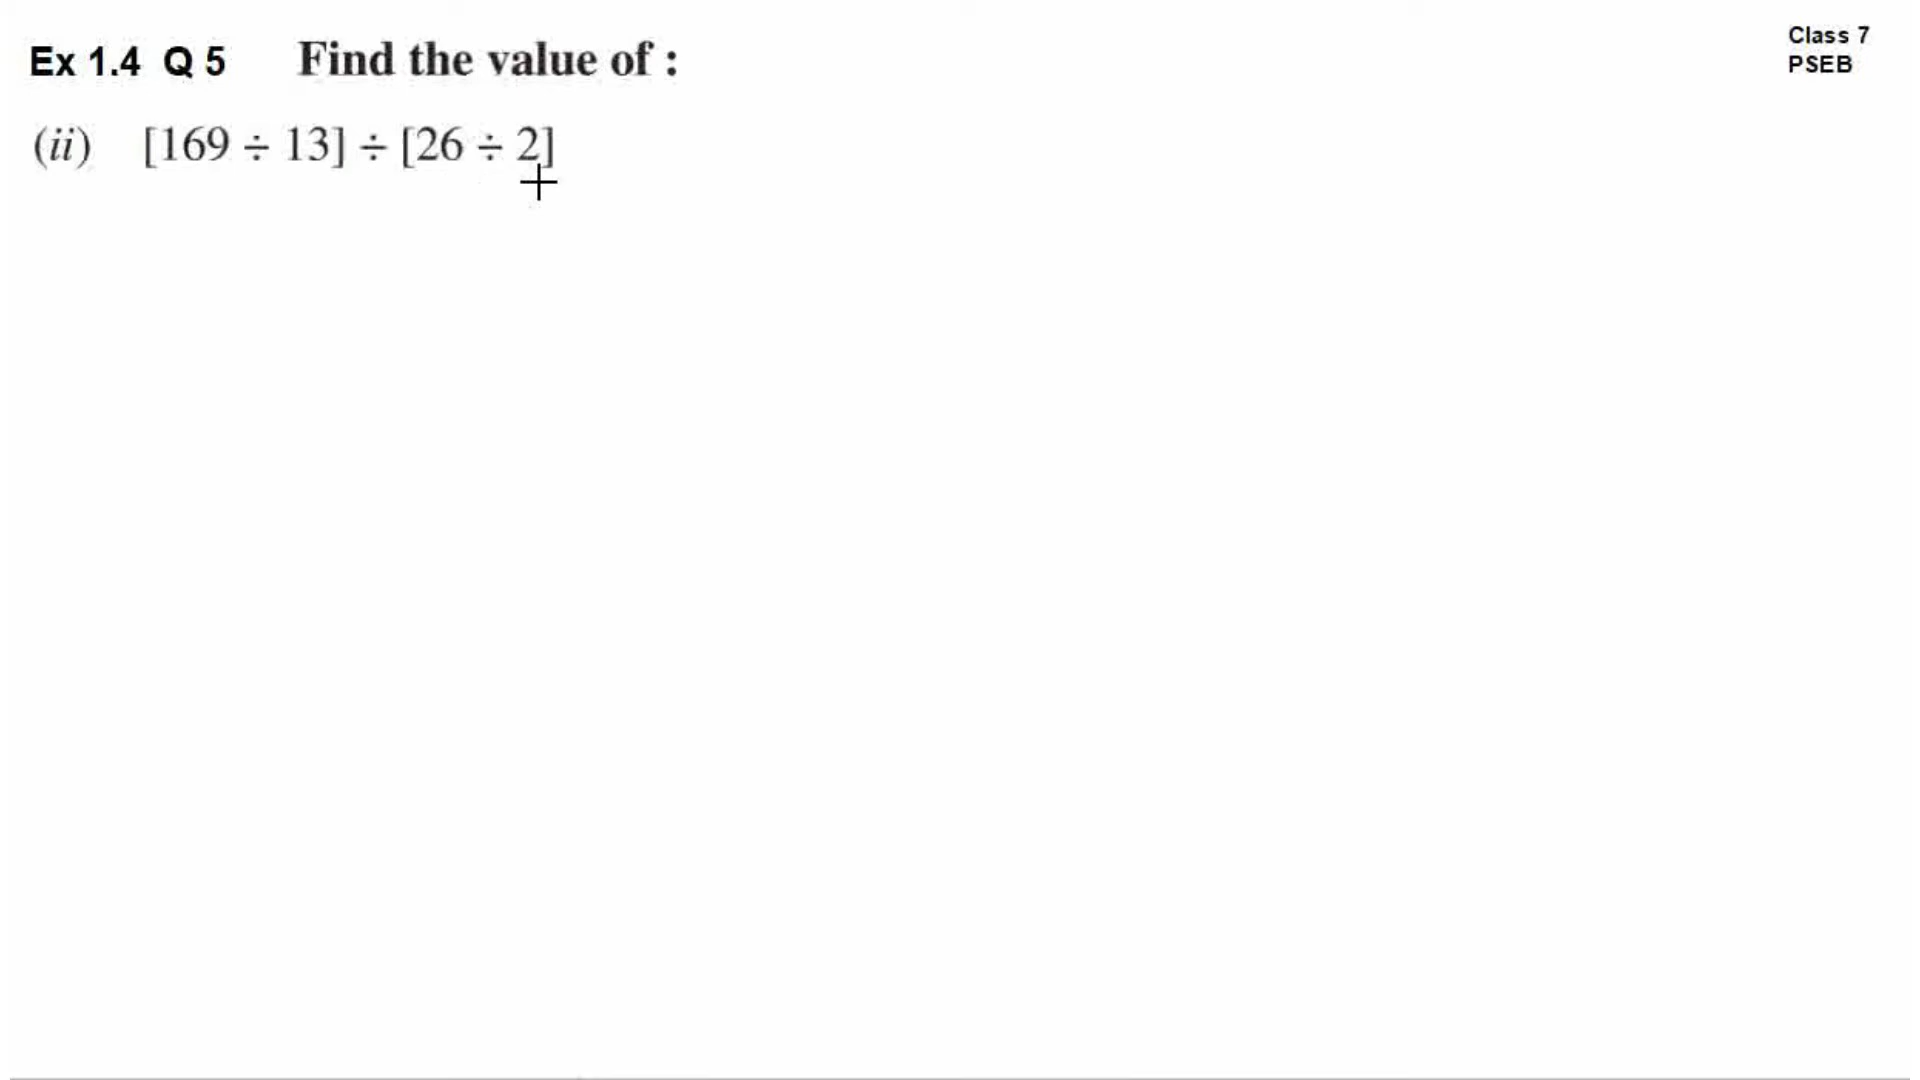 Ex 1.4 Q 5 Find the value of :
Class 7
PSEB
(ii) [169 ÷ 13] ÷ [26 ÷ 2]